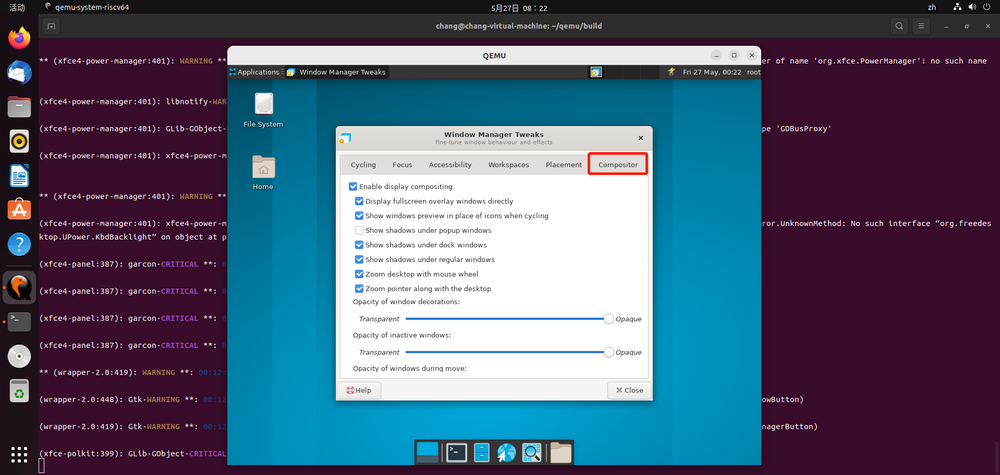 活动 qemu-system-riscv64 5月27日 08：22 zh
chang@chang-virtual-machine: ~/qemu/build
QEMU
** (xfce4-power-manager:401): WARNING ** er of name 'org.xfce.PowerManager': no such name
Applications Window Manager Tweaks Fri 27 May, 00:22 root
(xfce4-power-manager:401): libnotify-WAR
File System
(xfce4-power-manager:401): GLib-GObject- pe 'GDBusProxy'
Window Manager Tweaks
Fine-tune window behaviour and effects
(xfce4-power-manager:401): xfce4-power-m
Cycling Focus Accessibility Workspaces Placement Compositor
Home
Enable display compositing
** (xfce4-power-manager:401): WARNING **
Display fullscreen overlay windows directly
Show windows preview in place of icons when cycling
(xfce4-power-manager:401): xfce4-power-m ror.UnknownMethod: No such interface “org.freedes
Show shadows under popup windows
ktop.UPower.KbdBacklight” on object at p
Show shadows under dock windows
Show shadows under regular windows
(xfce4-panel:387): garcon-CRITICAL **: 0
Zoom desktop with mouse wheel
Zoom pointer along with the desktop
(xfce4-panel:387): garcon-CRITICAL **: 0
Opacity of window decorations:
Transparent Opaque
(xfce4-panel:387): garcon-CRITICAL **: 0
Opacity of inactive windows:
(xfce4-panel:387): garcon-CRITICAL **: 0
Transparent Opaque
Opacity of windows during move:
** (wrapper-2.0:419): WARNING **: 00:12:
Help Close
(wrapper-2.0:448): Gtk-WARNING **: 00:12 owButton)
(wrapper-2.0:419): Gtk-WARNING **: 00:12 nagerButton)
(xfce-polkit:399): GLib-GObject-CRITICAL